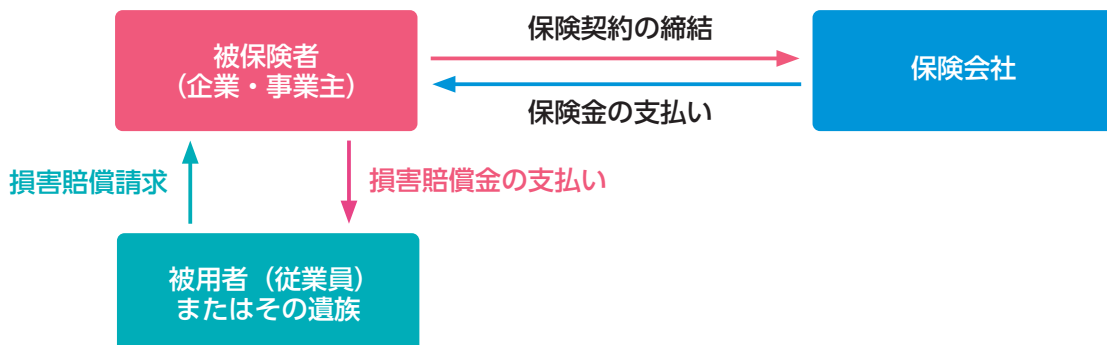 被保険者
（企業・事業主）
保険契約の締結
保険金の支払い
保険会社
損害賠償請求
損害賠償金の支払い
被用者（従業員）
またはその遺族